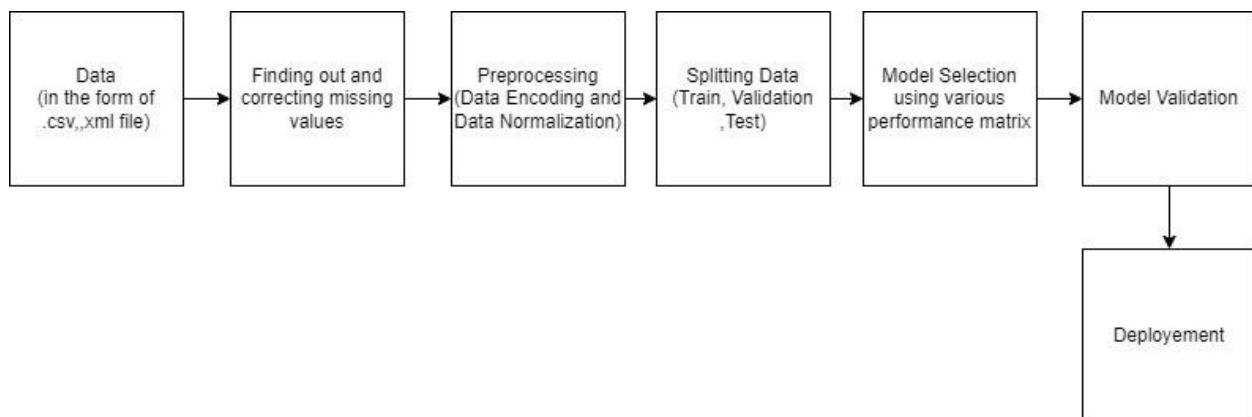 Data
(in the form of
.csv,,xml file)
Finding out and
correcting missing
values
Preprocessing
(Data Encoding and
Data Normalization)
Splitting Data
(Train, Validation
,Test)
Model Selection
using various
performance matrix
Model Validation
Deployement